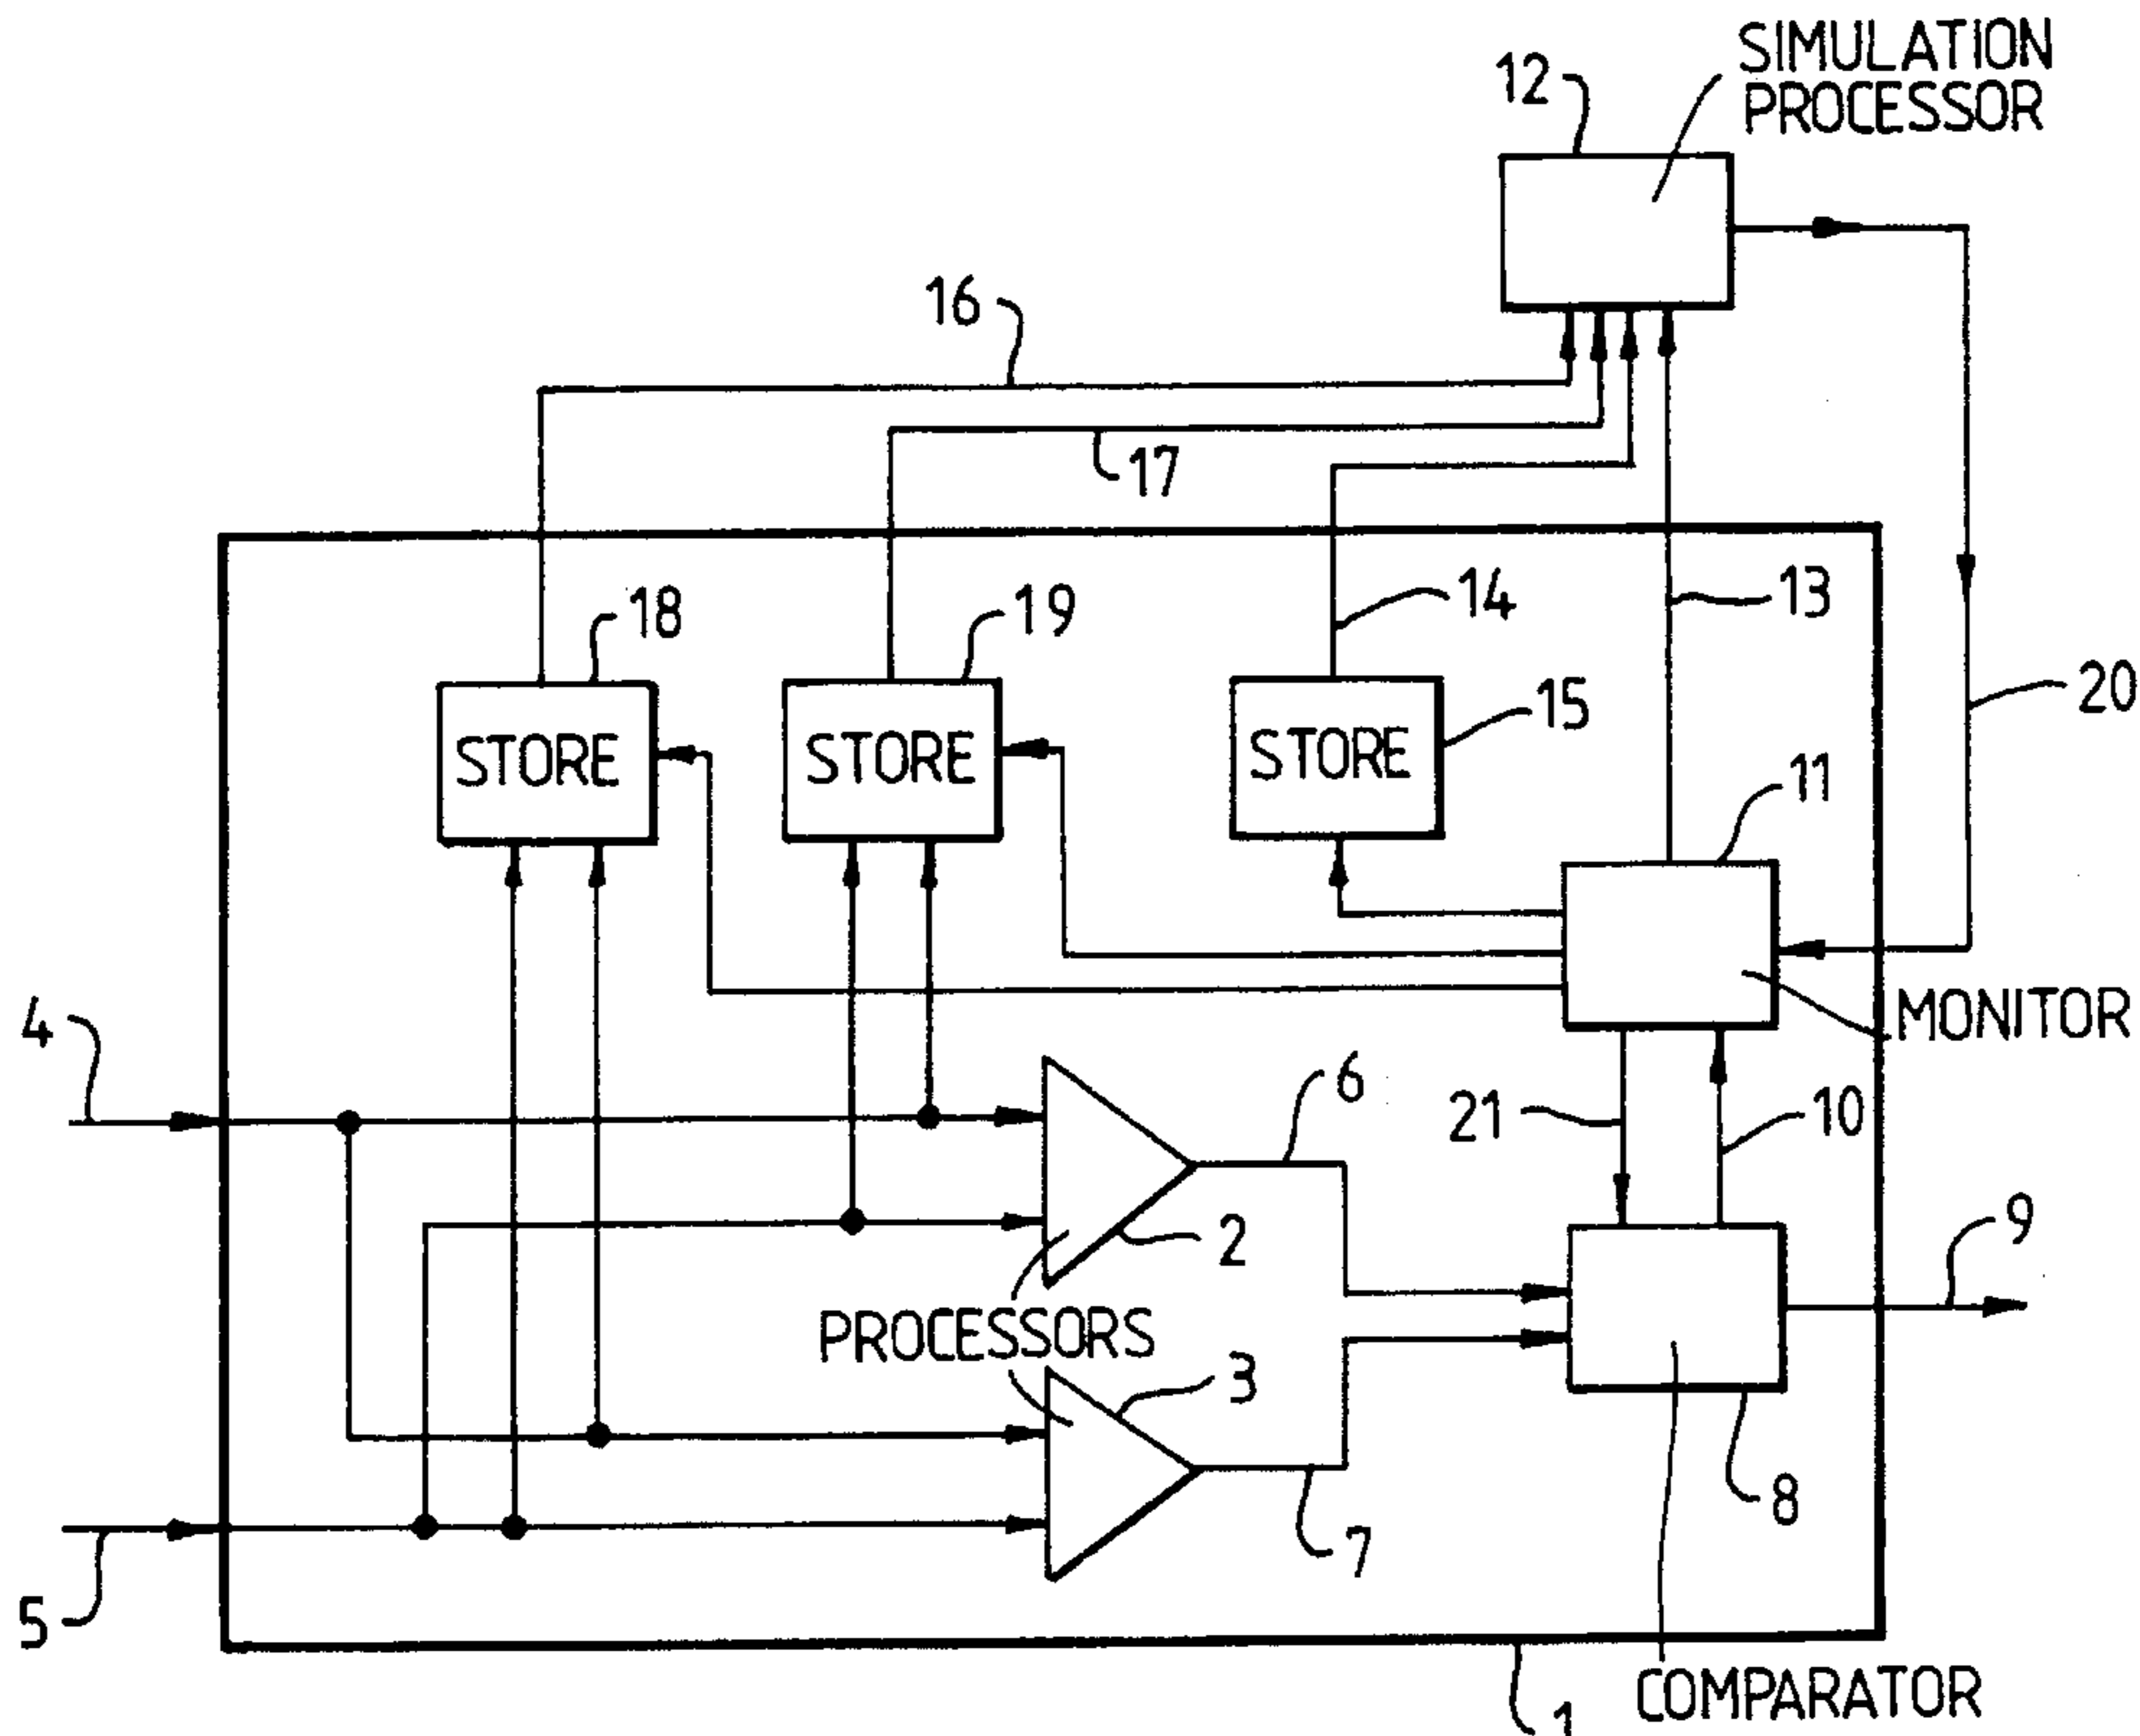 SIMULATION
PROCESSOR
12
16
17
18
19
14
13
15
20
STORE
STORE
STORE
11
MONITOR
4
6
21
10
2
9
PROCESSORS
3
8
7
5
COMPARATOR
1